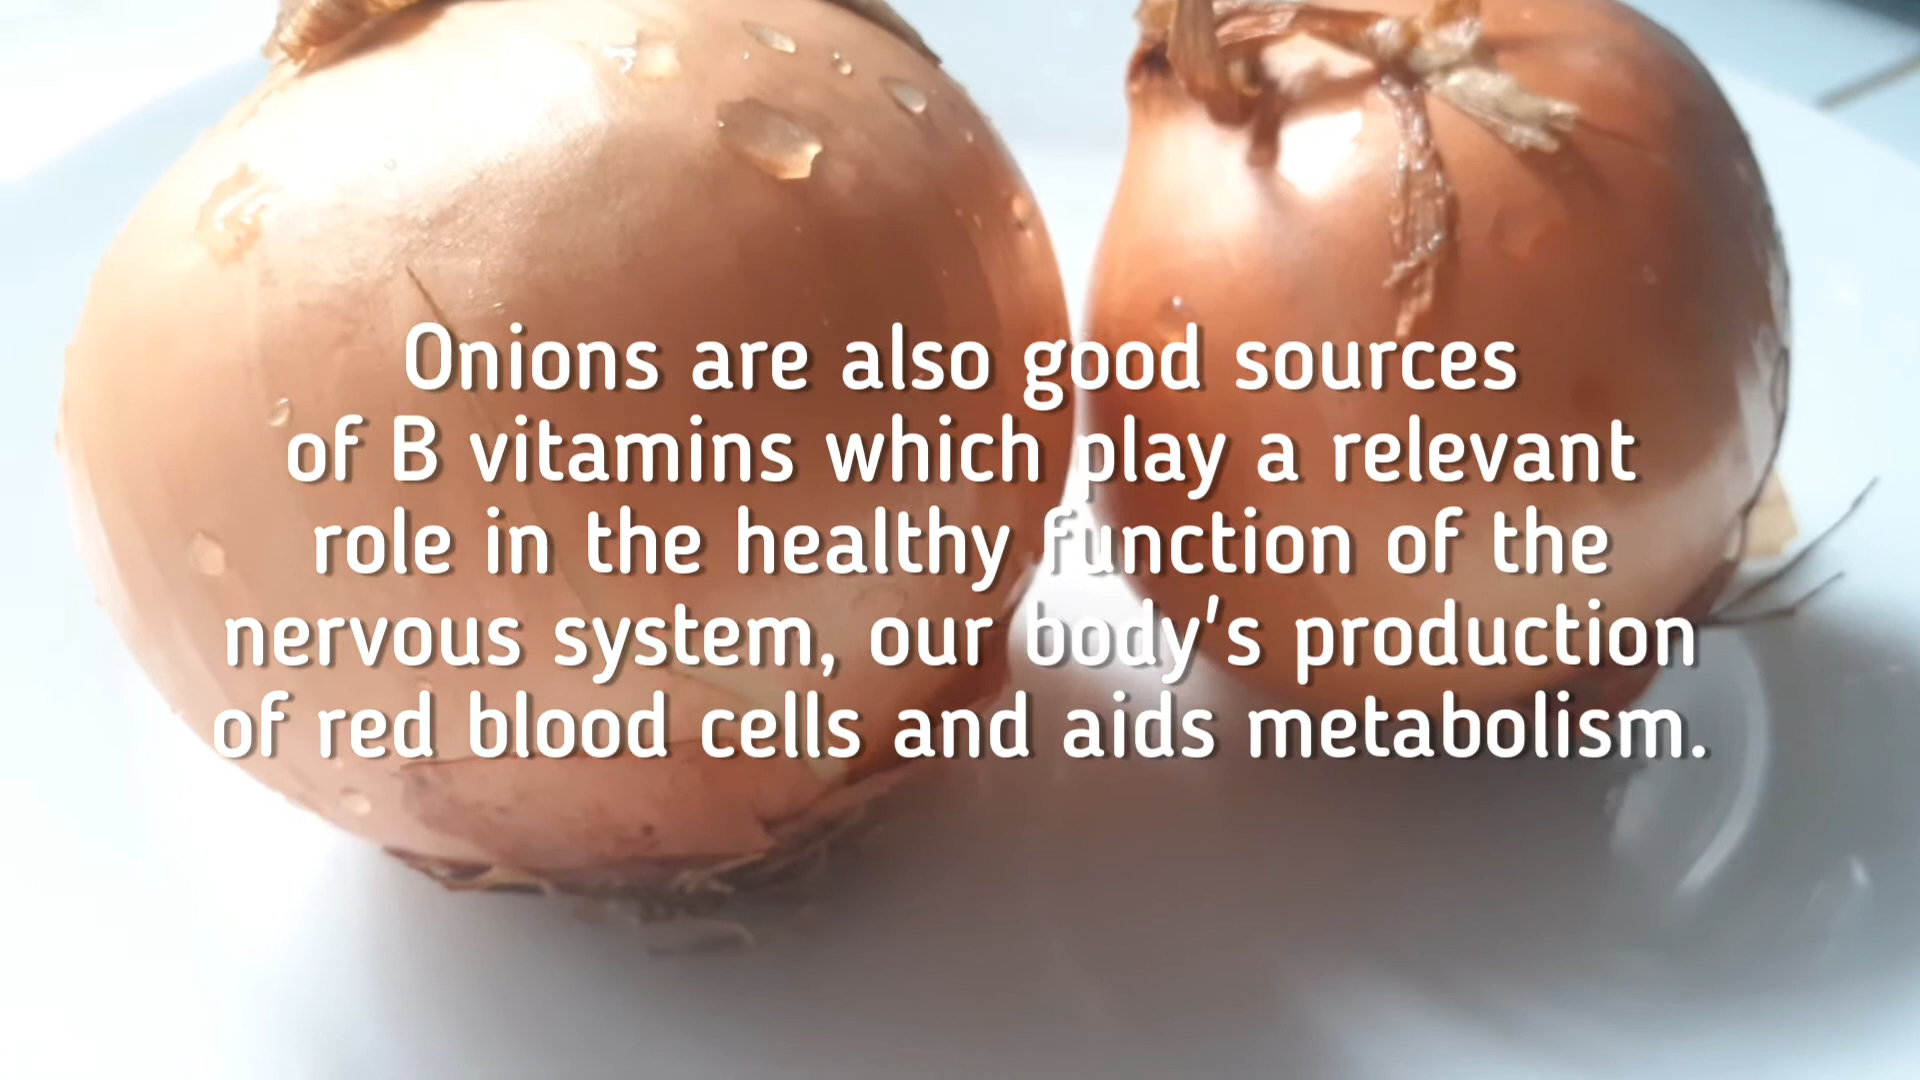 Onions are also good sources
of B vitamins which play a relevant
role in the healthy function of the
nervous system, our body's production
of red blood cells and aids metabolism.